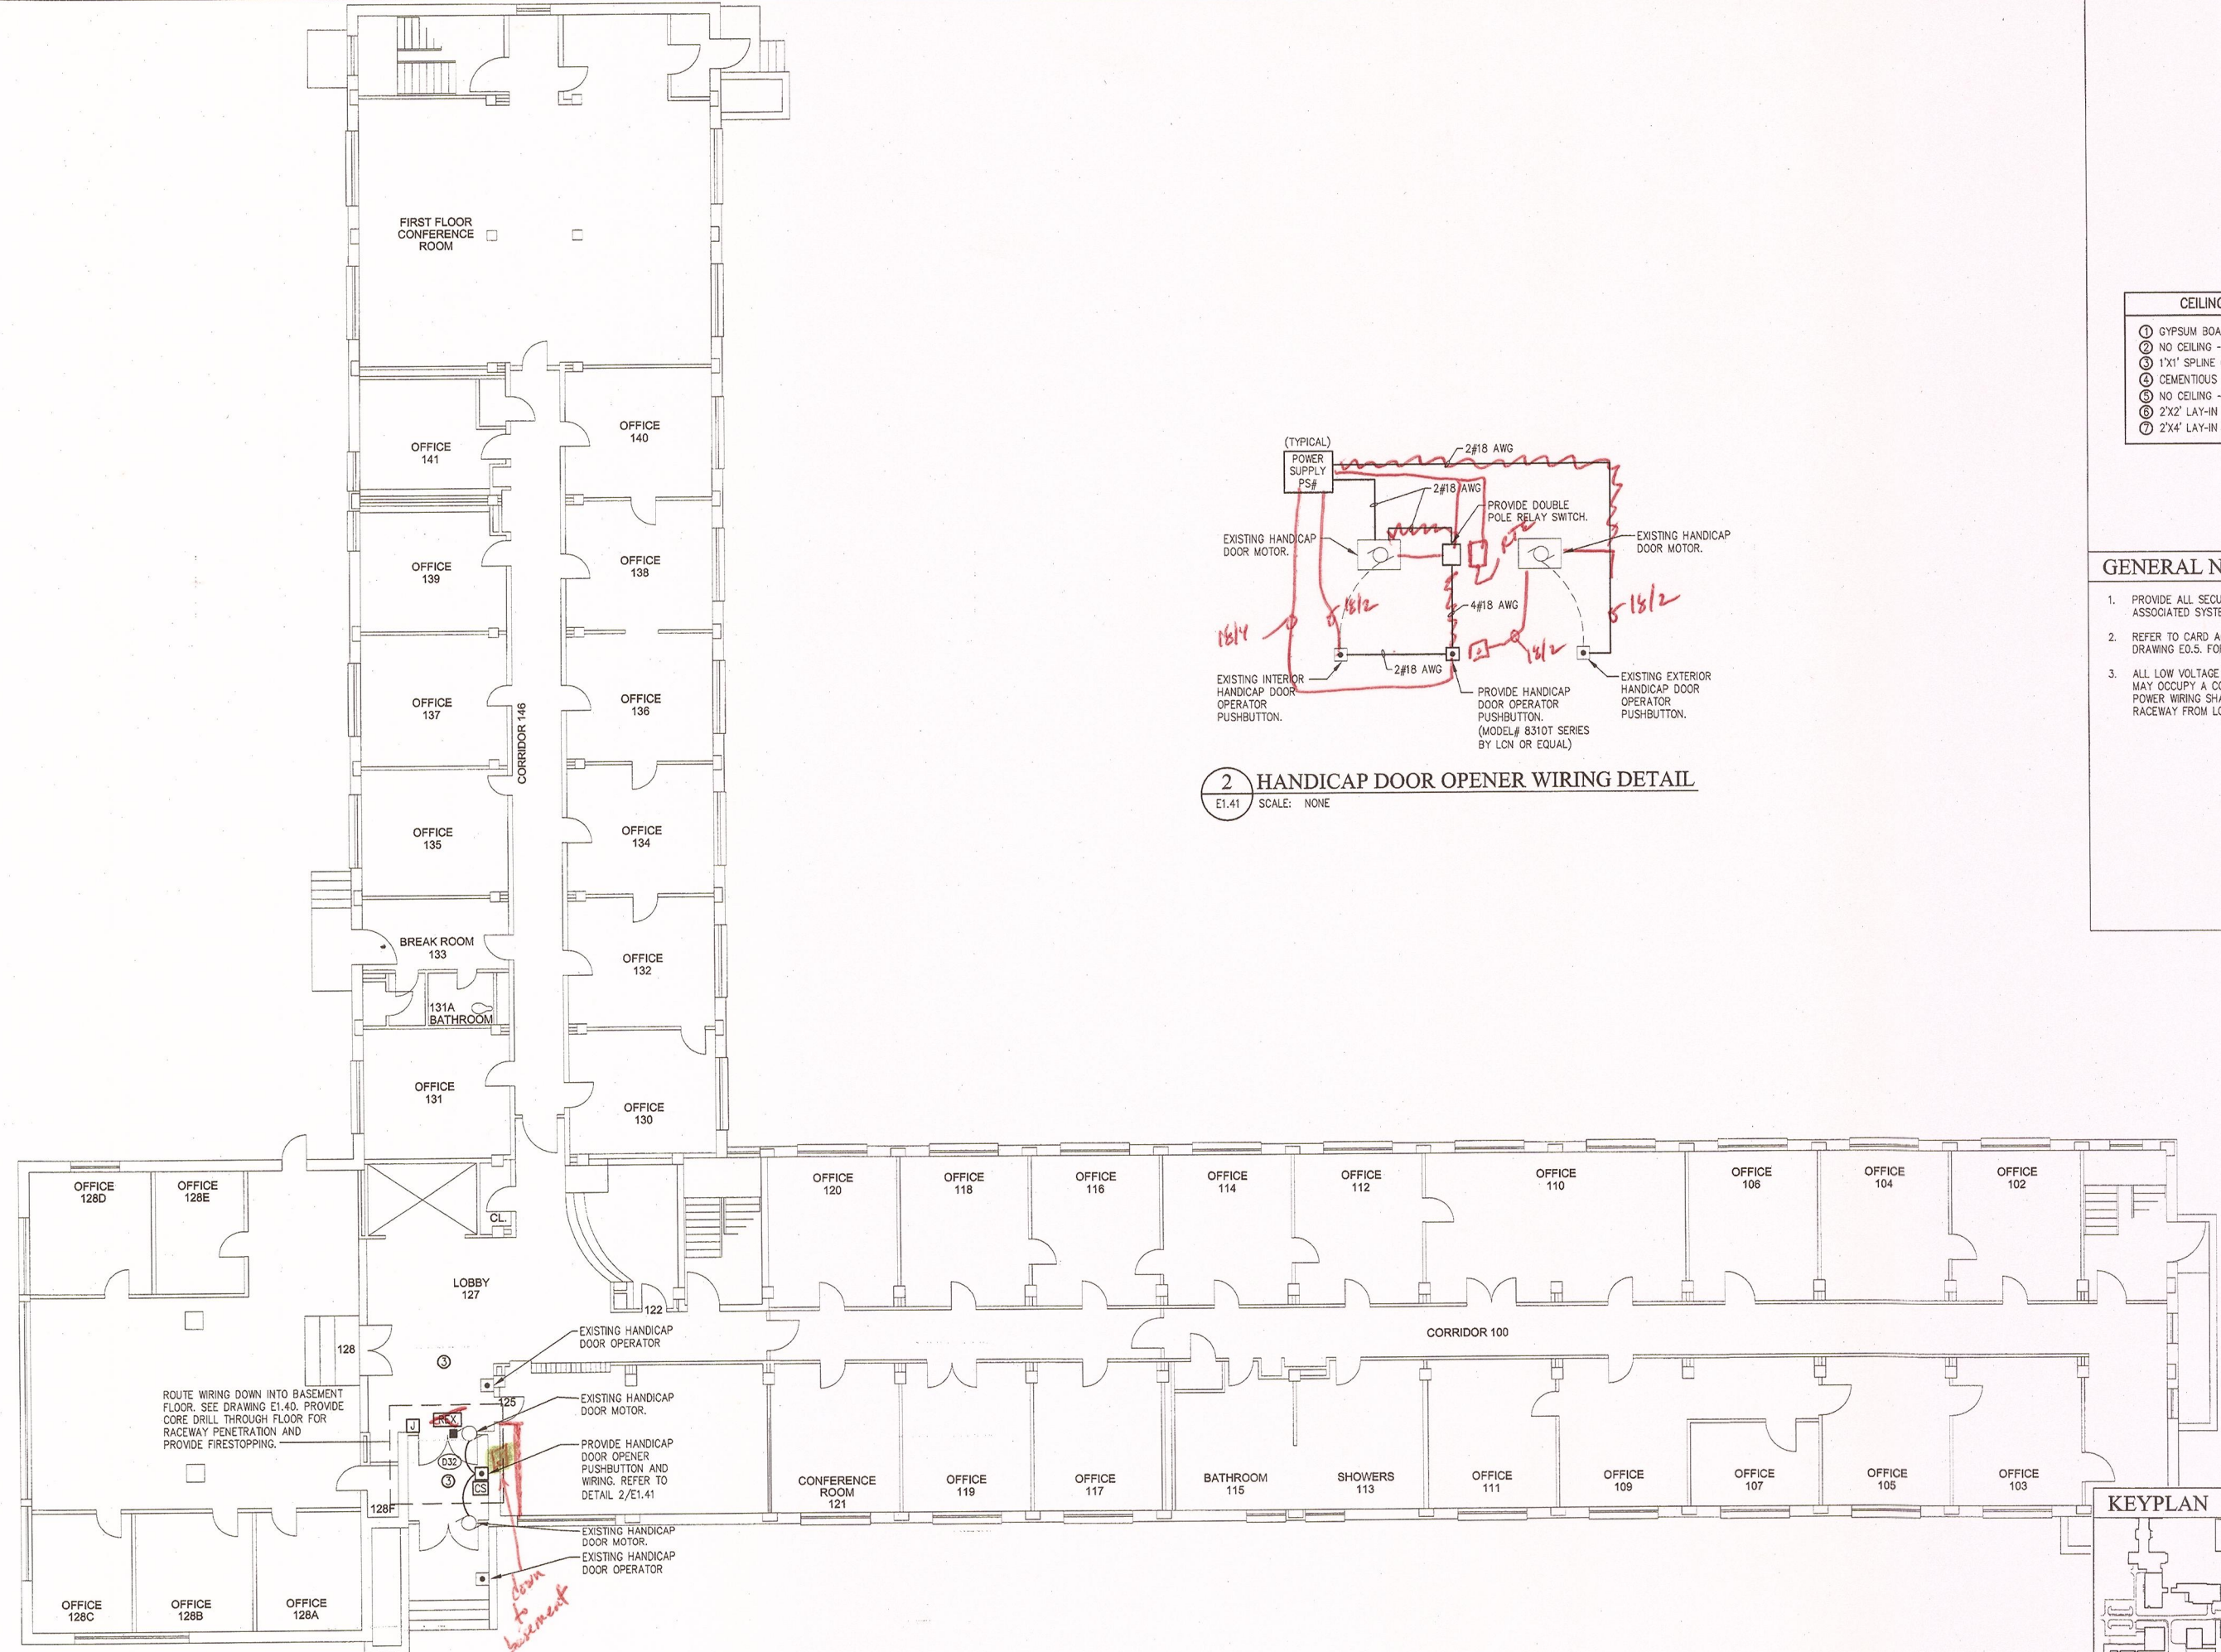 FIRST FLOOR
CONFERENCE
ROOM
OFFICE
141
OFFICE
140
OFFICE
139
OFFICE
138
OFFICE
137
OFFICE
136
CORRIDOR 146
OFFICE
135
OFFICE
134
BREAK ROOM
133
OFFICE
132
131A
BATHROOM
OFFICE
131
OFFICE
130
(TYPICAL)
POWER
SUPPLY
PS#
2#18 AWG
2#18 AWG
PROVIDE DOUBLE
POLE RELAY SWITCH.
EXISTING HANDICAP
DOOR MOTOR.
EXISTING HANDICAP
DOOR MOTOR.
18/2
4#18 AWG
18/2
18/4
18/2
2#18 AWG
EXISTING INTERIOR
HANDICAP DOOR
OPERATOR
PUSHBUTTON.
PROVIDE HANDICAP
DOOR OPERATOR
PUSHBUTTON.
(MODEL# 8310T SERIES
BY LCN OR EQUAL)
EXISTING EXTERIOR
HANDICAP DOOR
OPERATOR
PUSHBUTTON.
2
E1.41
HANDICAP DOOR OPENER WIRING DETAIL
SCALE: NONE
CEILING
1 GYPSUM BOA
2 NO CEILING -
3 1'X1' SPLINE
4 CEMENTIOUS
5 NO CEILING -
6 2'X2' LAY-IN
7 2'X4' LAY-IN
GENERAL N
1. PROVIDE ALL SECU
ASSOCIATED SYSTE
2. REFER TO CARD A
DRAWING E0.5. FO
3. ALL LOW VOLTAGE
MAY OCCUPY A CO
POWER WIRING SHA
RACEWAY FROM LO
OFFICE
128D
OFFICE
128E
CL.
LOBBY
127
122
128
3
EXISTING HANDICAP
DOOR OPERATOR
ROUTE WIRING DOWN INTO BASEMENT
FLOOR. SEE DRAWING E1.40. PROVIDE
CORE DRILL THROUGH FLOOR FOR
RACEWAY PENETRATION AND
PROVIDE FIRESTOPPING.
125
EXISTING HANDICAP
DOOR MOTOR.
J
REX
D32
3
CS
PROVIDE HANDICAP
DOOR OPENER
PUSHBUTTON AND
WIRING. REFER TO
DETAIL 2/E1.41
128F
EXISTING HANDICAP
DOOR MOTOR.
EXISTING HANDICAP
DOOR OPERATOR
down
to
basement
OFFICE
128C
OFFICE
128B
OFFICE
128A
OFFICE
120
OFFICE
118
OFFICE
116
OFFICE
114
OFFICE
112
OFFICE
110
OFFICE
106
OFFICE
104
OFFICE
102
CORRIDOR 100
CONFERENCE
ROOM
121
OFFICE
119
OFFICE
117
BATHROOM
115
SHOWERS
113
OFFICE
111
OFFICE
109
OFFICE
107
OFFICE
105
OFFICE
103
KEYPLAN